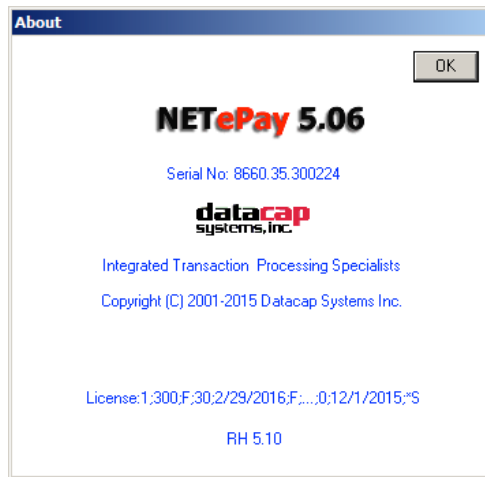 About
OK
NETePay 5.06
Serial No: 8660.35.300224
datacap
systems, inc.
Integrated Transaction Processing Specialists
Copyright (C) 2001-2015 Datacap Systems Inc.
License:1;300;F;30;2/29/2016;F;...;0;12/1/2015;*S
RH 5.10